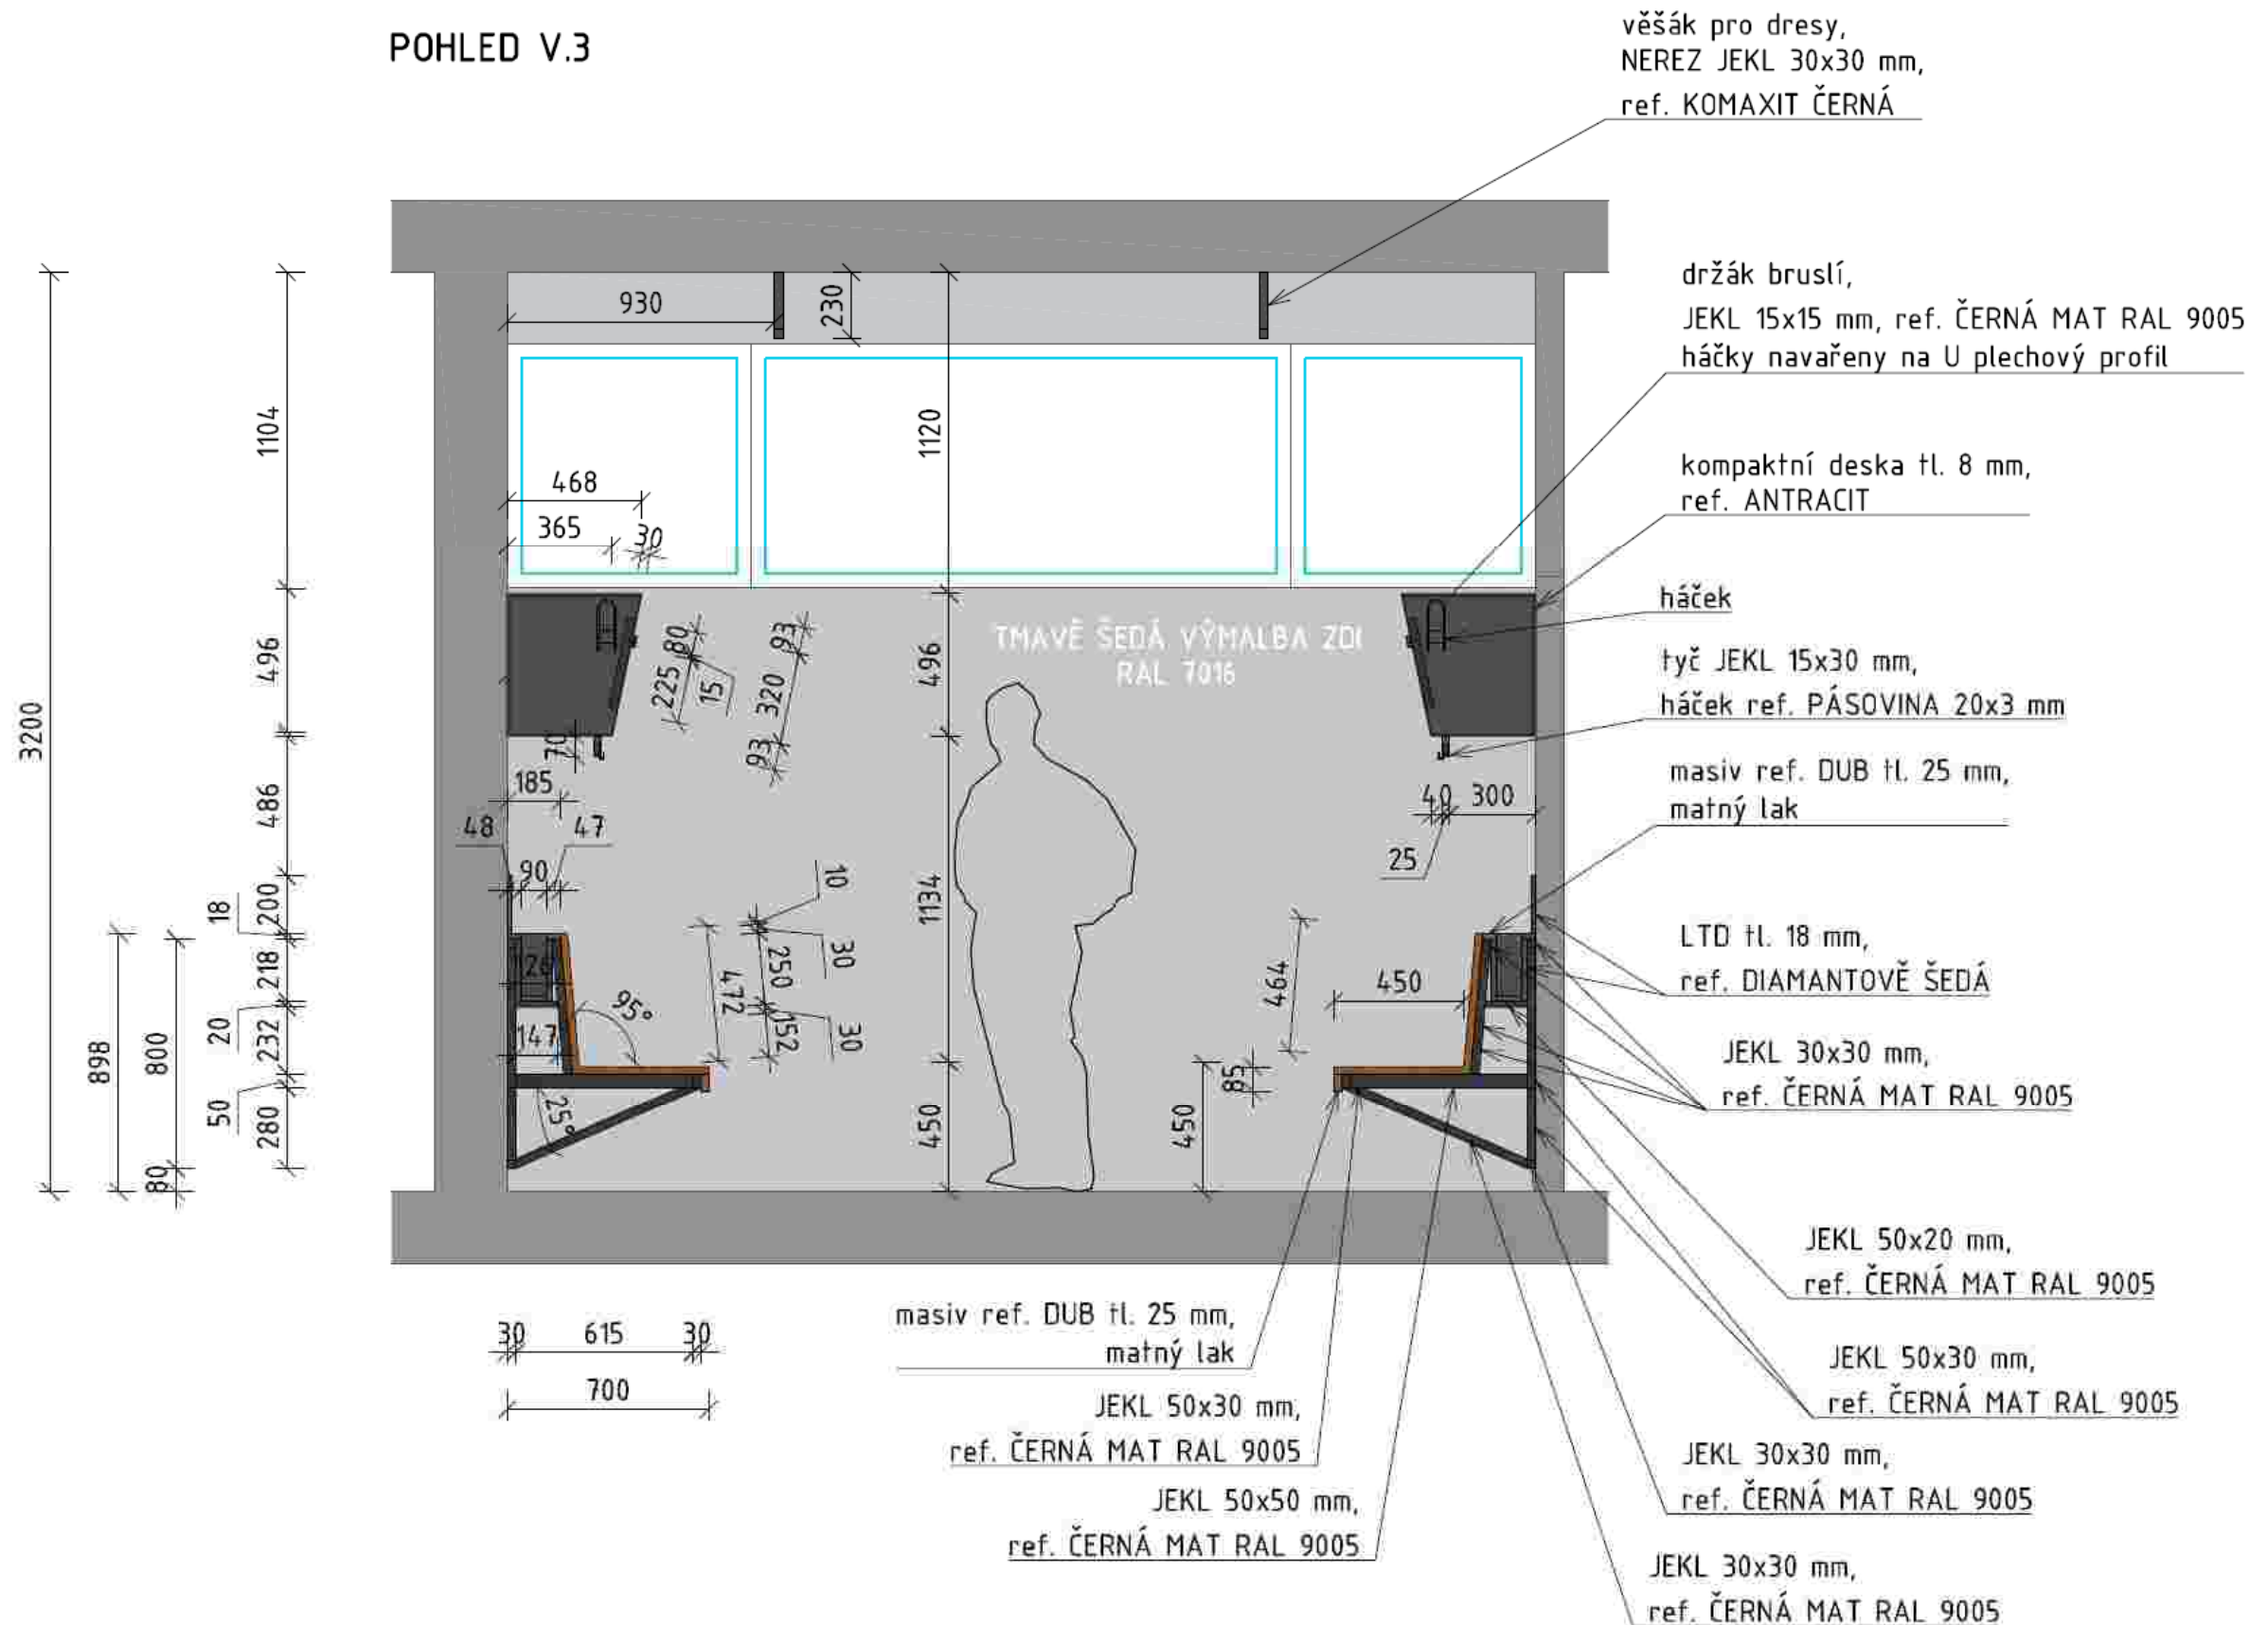 POHLED V.3
věšák pro dresy,
NEREZ JEKL 30x30 mm,
ref. KOMAXIT ČERNÁ
držák bruslí,
JEKL 15x15 mm, ref. ČERNÁ MAT RAL 9005
háčky navařeny na U plechový profil
kompaktní deska tl. 8 mm,
ref. ANTRACIT
háček
tyč JEKL 15x30 mm,
háček ref. PÁSOVINA 20x3 mm
masiv ref. DUB tl. 25 mm,
matný lak
LTD tl. 18 mm,
ref. DIAMANTOVĚ ŠEDÁ
JEKL 30x30 mm,
ref. ČERNÁ MAT RAL 9005
JEKL 50x20 mm,
ref. ČERNÁ MAT RAL 9005
JEKL 50x30 mm,
ref. ČERNÁ MAT RAL 9005
JEKL 30x30 mm,
ref. ČERNÁ MAT RAL 9005
JEKL 30x30 mm,
ref. ČERNÁ MAT RAL 9005
masiv ref. DUB tl. 25 mm,
matný lak
JEKL 50x30 mm,
ref. ČERNÁ MAT RAL 9005
JEKL 50x50 mm,
ref. ČERNÁ MAT RAL 9005
TMAVĚ ŠEDÁ VÝMALBA ZDI
RAL 7016
3200
898
800
80
1104
496
486
200
18
218
20
232
50
280
930
230
1120
496
1134
450
468
365
30
80
225
15
93
320
93
70
185
48
47
90
126
147
95°
25°
472
10
30
250
30
152
464
450
85
450
40
300
25
30
615
30
700